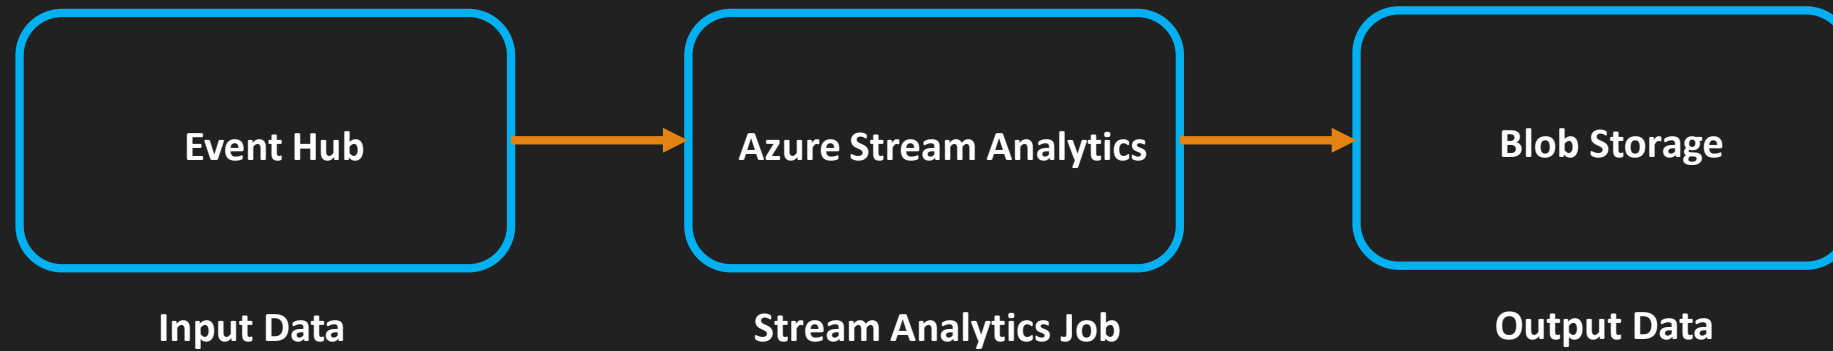 Event Hub
Azure Stream Analytics
Blob Storage
Input Data
Stream Analytics Job
Output Data